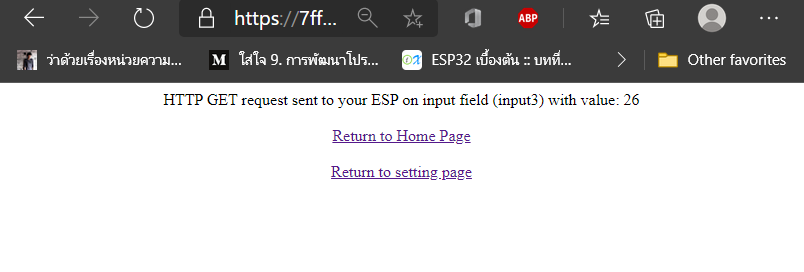 https://7ff...
ABP
ว่าด้วยเรื่องหน่วยความ... M ใส่ใจ 9. การพัฒนาโปร... ESP32 เบื้องต้น :: บทที่... Other favorites
HTTP GET request sent to your ESP on input field (input3) with value: 26
Return to Home Page
Return to setting page